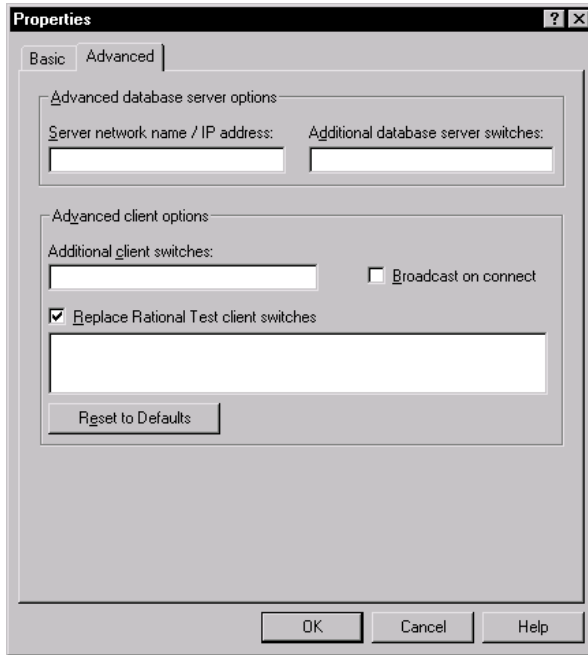 Properties
Basic Advanced
Advanced database server options
Server network name / IP address: Additional database server switches:
Advanced client options
Additional client switches:
Broadcast on connect
Replace Rational Test client switches
Reset to Defaults
OK Cancel Help